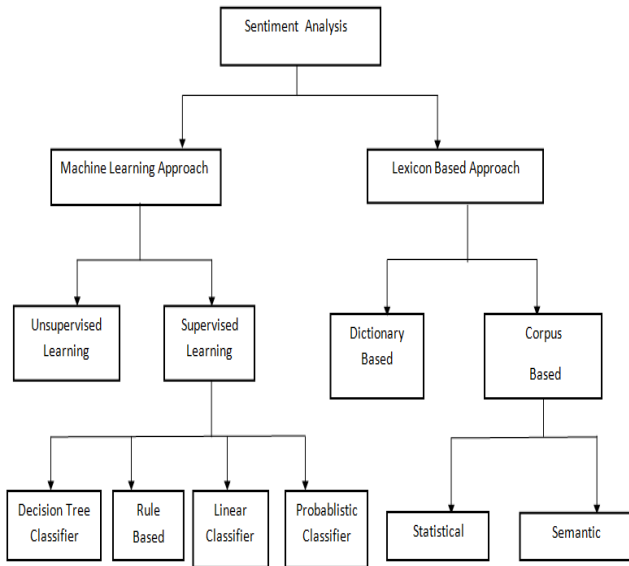 Sentiment Analysis
Machine Learning Approach
Lexicon Based Approach
Unsupervised
Learning
Supervised
Learning
Dictionary
Based
Corpus
Based
Decision Tree
Classifier
Rule
Based
Linear
Classifier
Probablistic
Classifier
Statistical
Semantic